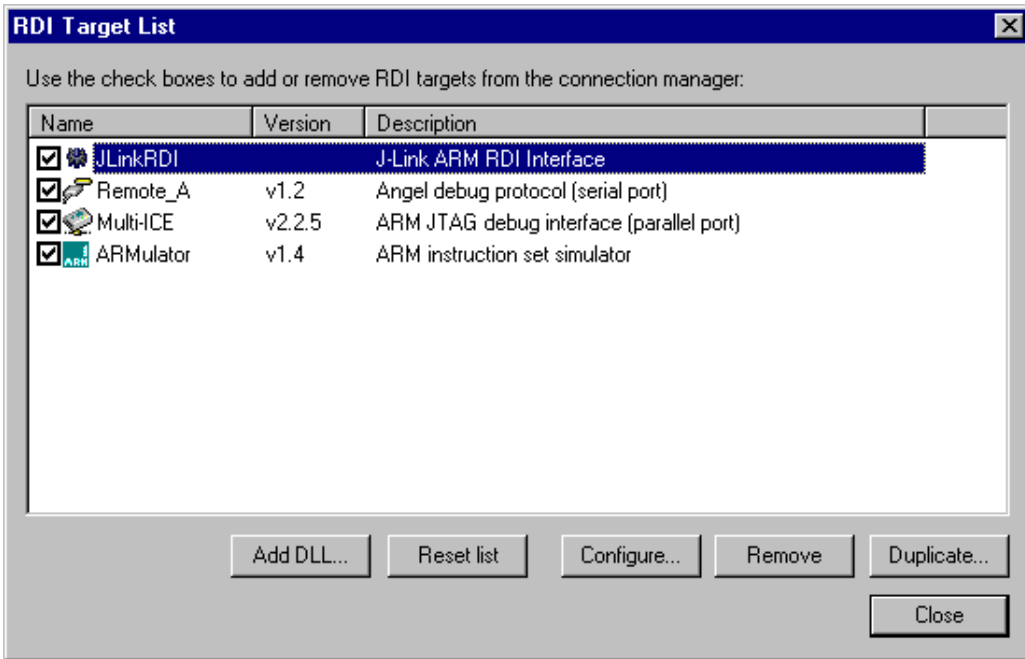 RDI Target List
Use the check boxes to add or remove RDI targets from the connection manager:
Name Version Description
JLinkRDI J-Link ARM RDI Interface
Remote_A v1.2 Angel debug protocol (serial port)
Multi-ICE v2.2.5 ARM JTAG debug interface (parallel port)
ARM ARMulator v1.4 ARM instruction set simulator
Add DLL... Reset list Configure... Remove Duplicate...
Close